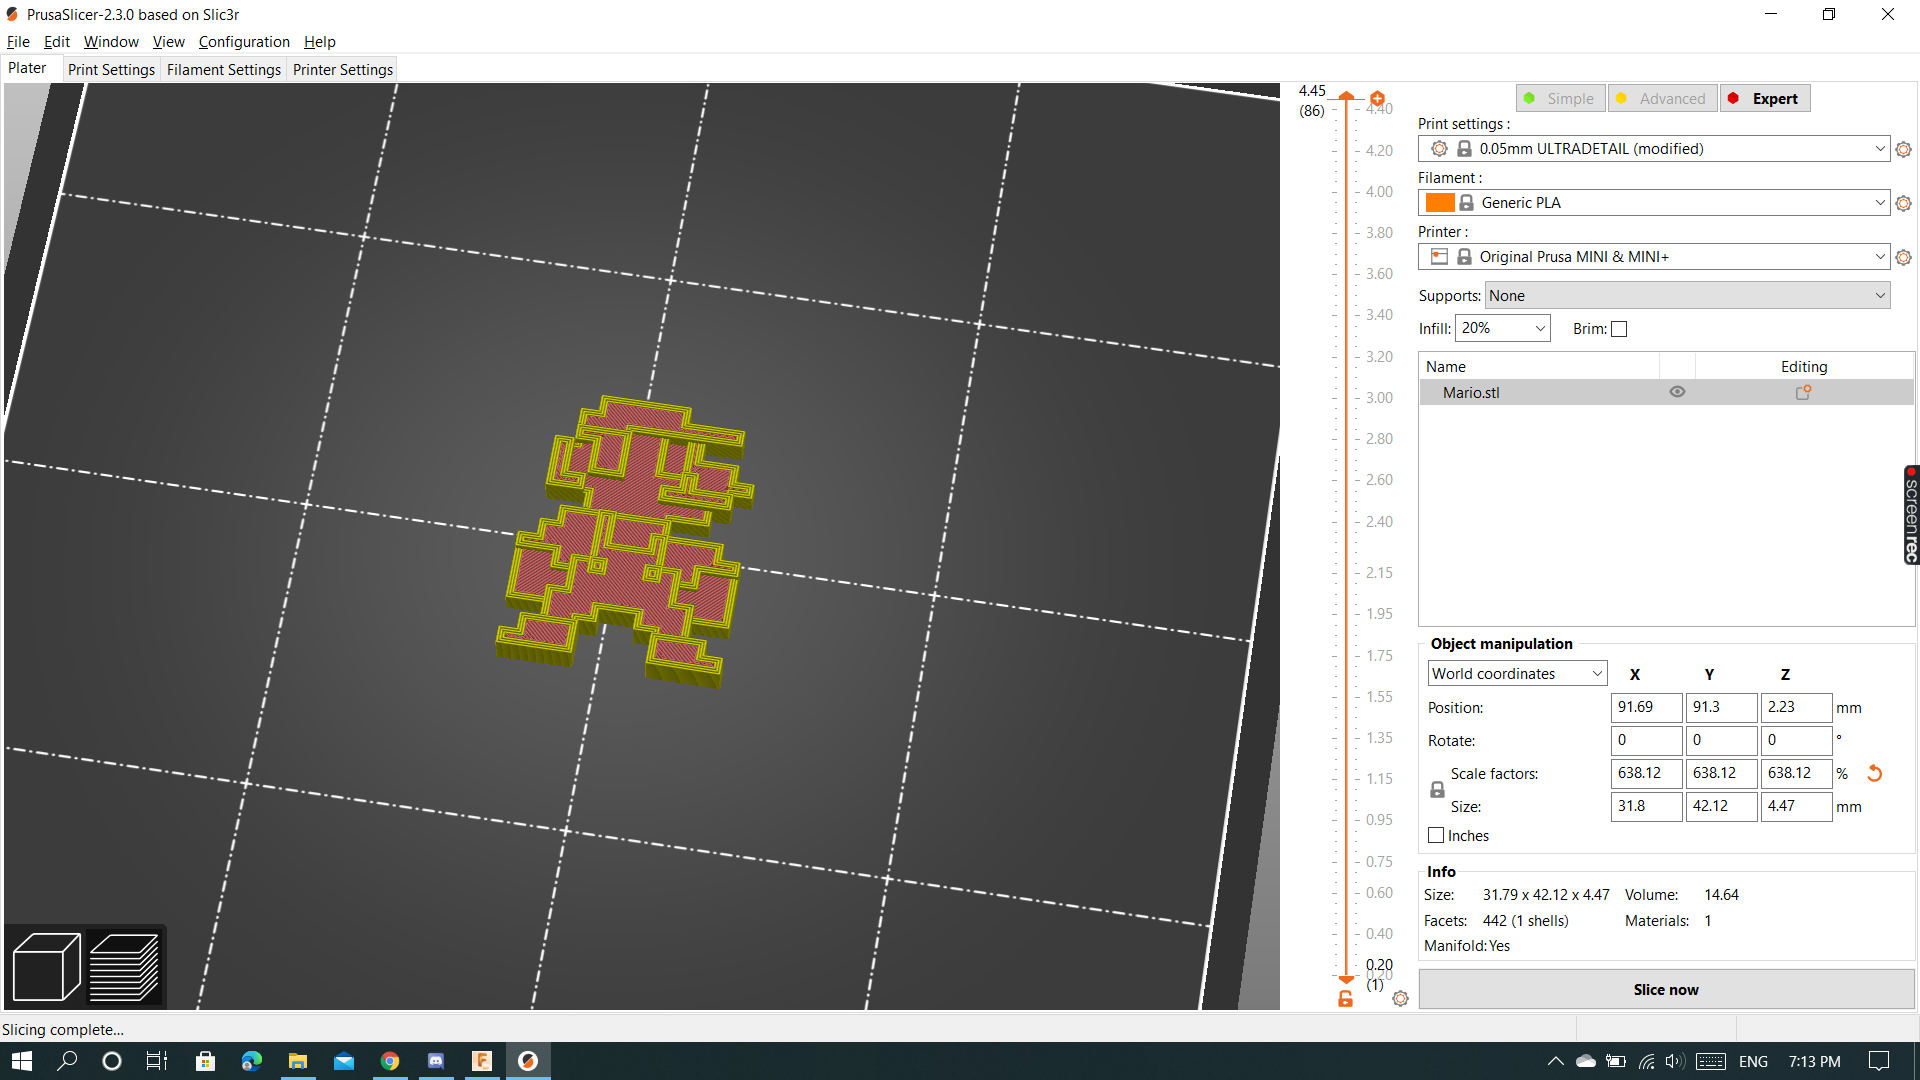 PrusaSlicer-2.3.0 based on Slic3r
File Edit Window View Configuration Help
Plater Print Settings Filament Settings Printer Settings
4.45
(86)
4.40
4.20
4.00
3.80
3.60
3.40
3.20
3.00
2.80
2.60
2.40
2.15
1.95
1.75
1.55
1.35
1.15
0.95
0.75
0.60
0.40
0.20
0.20
(1)
Simple Advanced Expert
Print settings :
0.05mm ULTRADETAIL (modified)
Filament :
Generic PLA
Printer :
Original Prusa MINI & MINI+
Supports: None
Infill: 20% Brim:
Name Editing
Mario.stl
screenrec
Object manipulation
World coordinates X Y Z
Position: 91.69 91.3 2.23 mm
Rotate: 0 0 0 °
Scale factors: 638.12 638.12 638.12 %
Size: 31.8 42.12 4.47 mm
Inches
Info
Size: 31.79 x 42.12 x 4.47 Volume: 14.64
Facets: 442 (1 shells) Materials: 1
Manifold: Yes
Slice now
Slicing complete...
ENG 7:13 PM